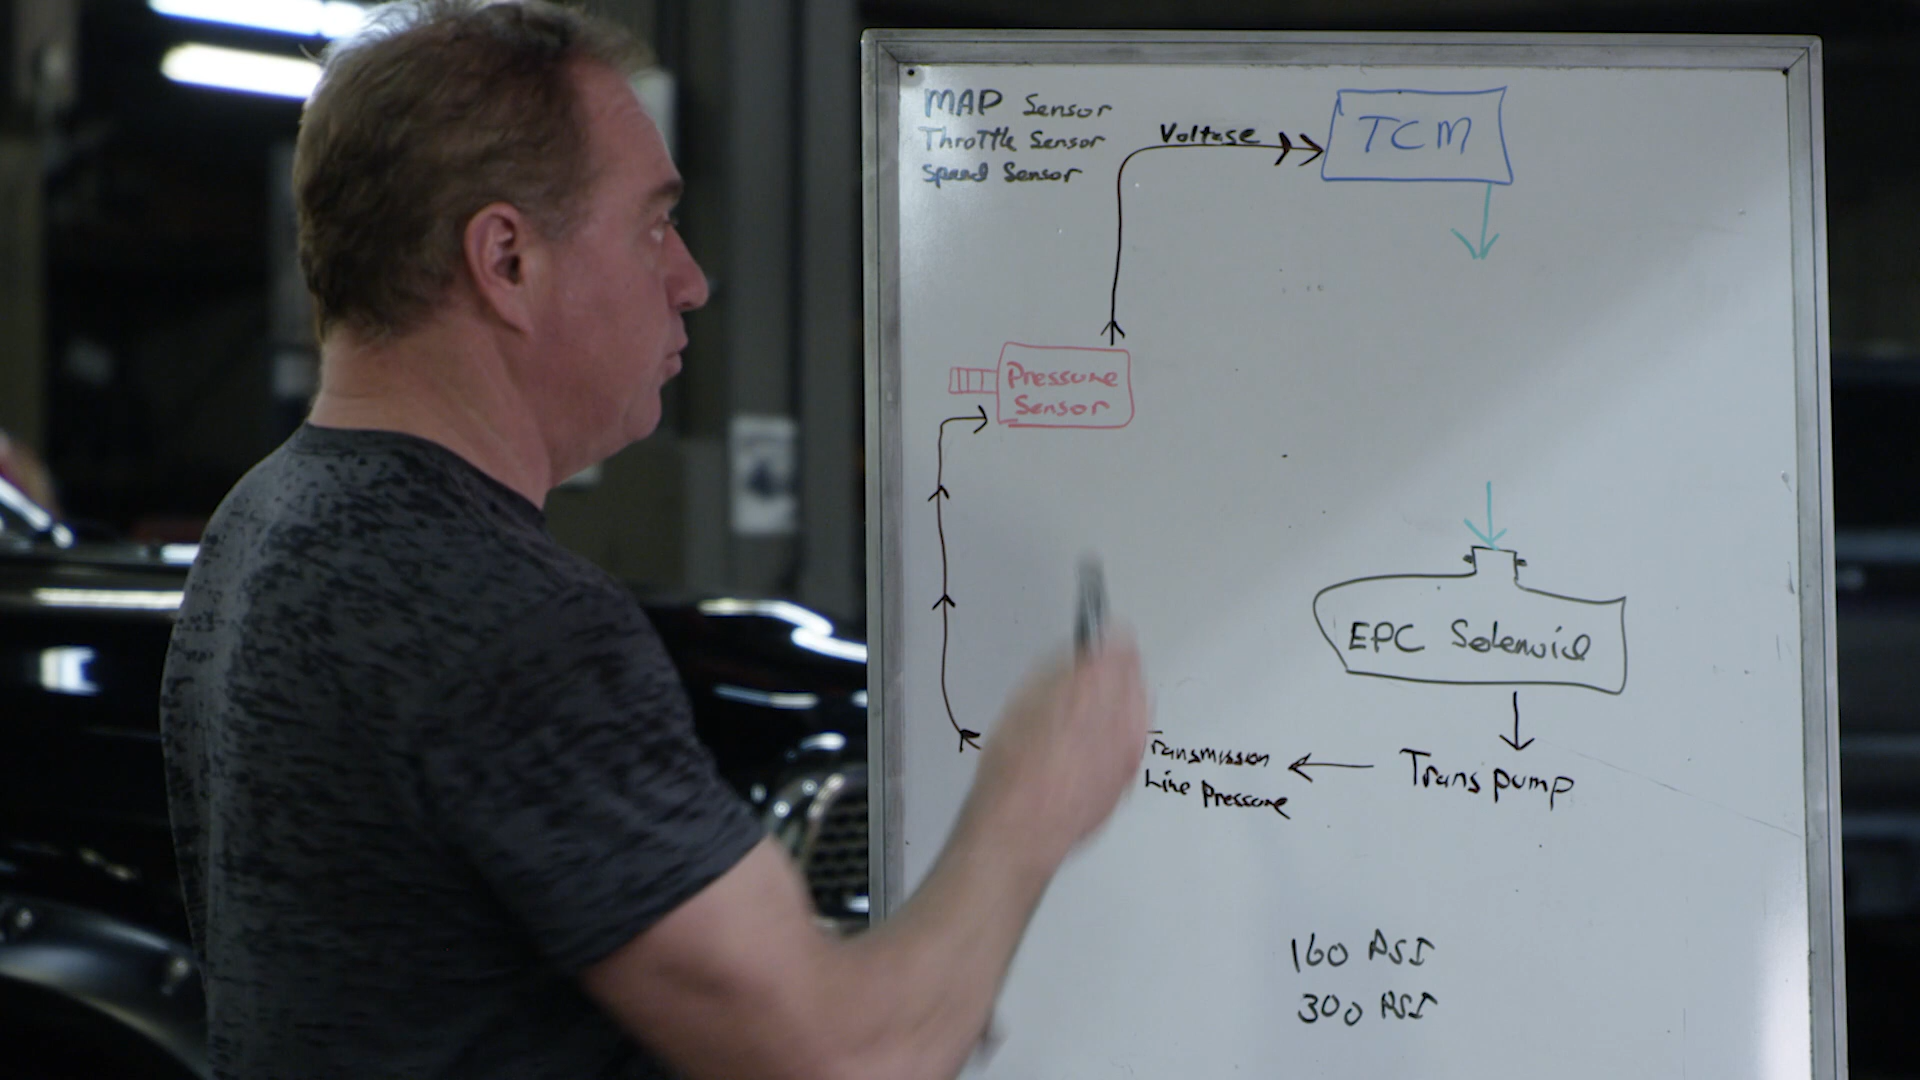 MAP Sensor
Throttle Sensor
Speed Sensor
Voltage
TCM
Pressure
Sensor
EPC Solenoid
Transmission
Line Pressure
Trans pump
160 PSI
300 PSI